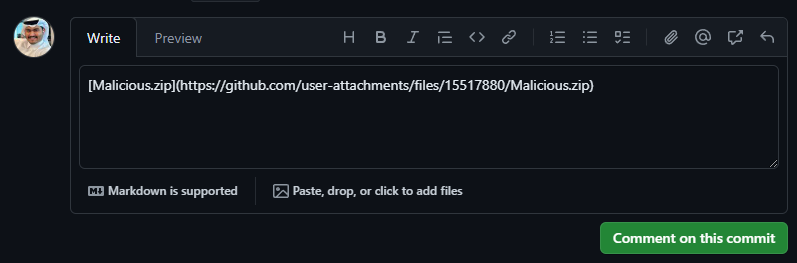 Write Preview
[Malicious.zip](https://github.com/user-attachments/files/15517880/Malicious.zip)
Markdown is supported Paste, drop, or click to add files
Comment on this commit